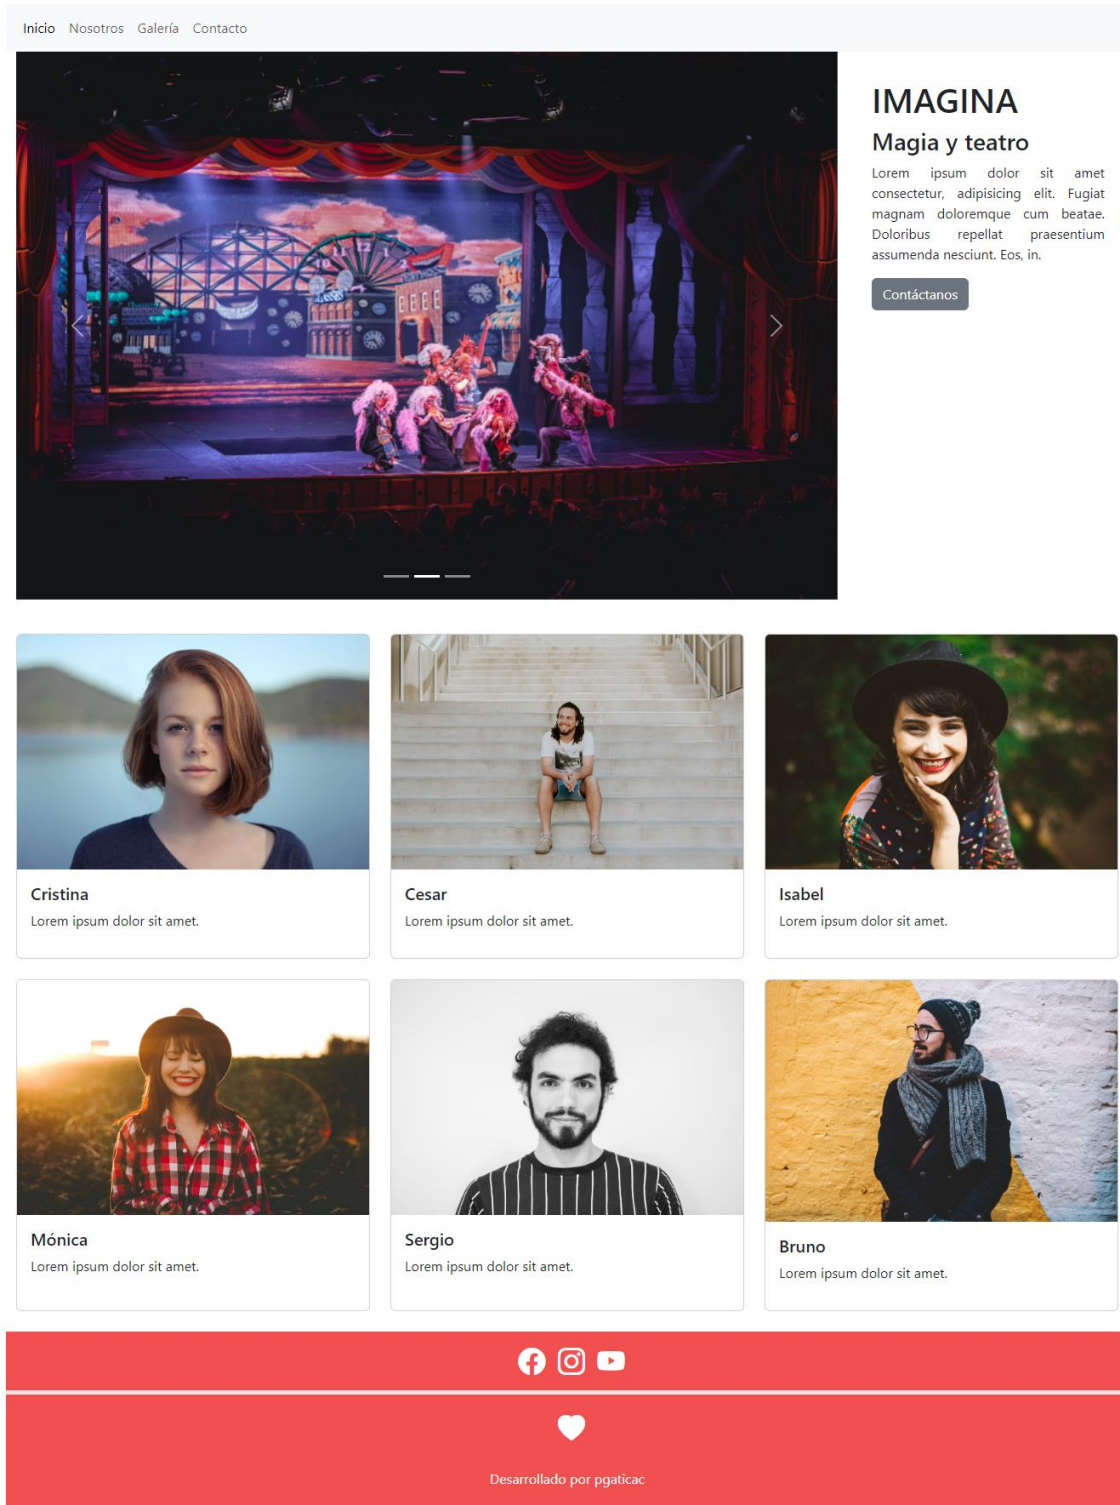 Inicio Nosotros Galería Contacto
IMAGINA
Magia y teatro
Lorem ipsum dolor sit amet
consectetur, adipisicing elit. Fugiat
magnam doloremque cum beatae.
Doloribus repellat praesentium
assumenda nesciunt. Eos, in.
Contáctanos
Cristina
Lorem ipsum dolor sit amet.
Cesar
Lorem ipsum dolor sit amet.
Isabel
Lorem ipsum dolor sit amet.
Mónica
Lorem ipsum dolor sit amet.
Sergio
Lorem ipsum dolor sit amet.
Bruno
Lorem ipsum dolor sit amet.
Desarrollado por pgaticac